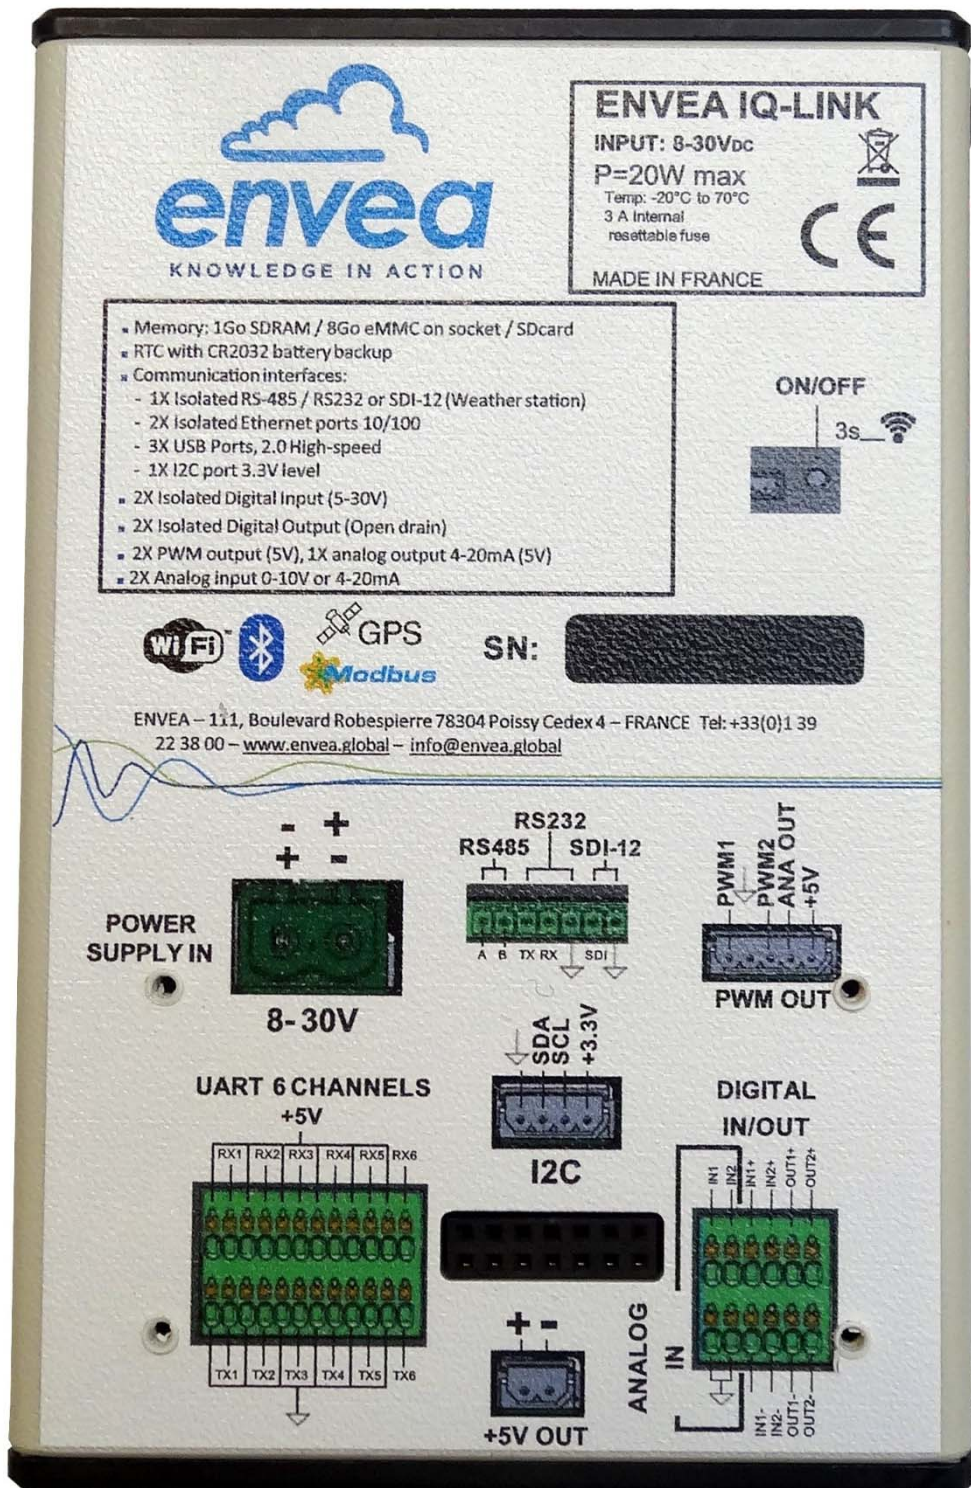 envea
KNOWLEDGE IN ACTION
ENVEA IQ-LINK
INPUT: 8-30VDC
P=20W max
Temp: -20°C to 70°C
3 A Internal
resettable fuse
CE
MADE IN FRANCE
Memory: 1Go SDRAM / 8Go eMMC on socket / SDcard
RTC with CR2032 battery backup
Communication interfaces:
- 1X Isolated RS-485 / RS232 or SDI-12 (Weather station)
- 2X Isolated Ethernet ports 10/100
- 3X USB Ports, 2.0 High-speed
- 1X I2C port 3.3V level
2X Isolated Digital Input (5-30V)
2X Isolated Digital Output (Open drain)
2X PWM output (5V), 1X analog output 4-20mA (5V)
2X Analog input 0-10V or 4-20mA
ON/OFF
3s
WiFi
GPS
Modbus
SN:
ENVEA – 111, Boulevard Robespierre 78304 Poissy Cedex 4 – FRANCE Tel: +33(0)1 39
22 38 00 – www.envea.global – info@envea.global
- +
+ -
POWER
SUPPLY IN
8-30V
RS232
RS485 SDI-12
A B TX RX SDI
PWM1 PWM2 ANA OUT +5V
PWM OUT
SDA SCL +3.3V
I2C
UART 6 CHANNELS
+5V
RX1 RX2 RX3 RX4 RX5 RX6
TX1 TX2 TX3 TX4 TX5 TX6
+ -
+5V OUT
DIGITAL
IN/OUT
IN1 IN2 IN1+ IN2+ OUT1+ OUT2+
ANALOG
IN
IN1- IN2- OUT1- OUT2-